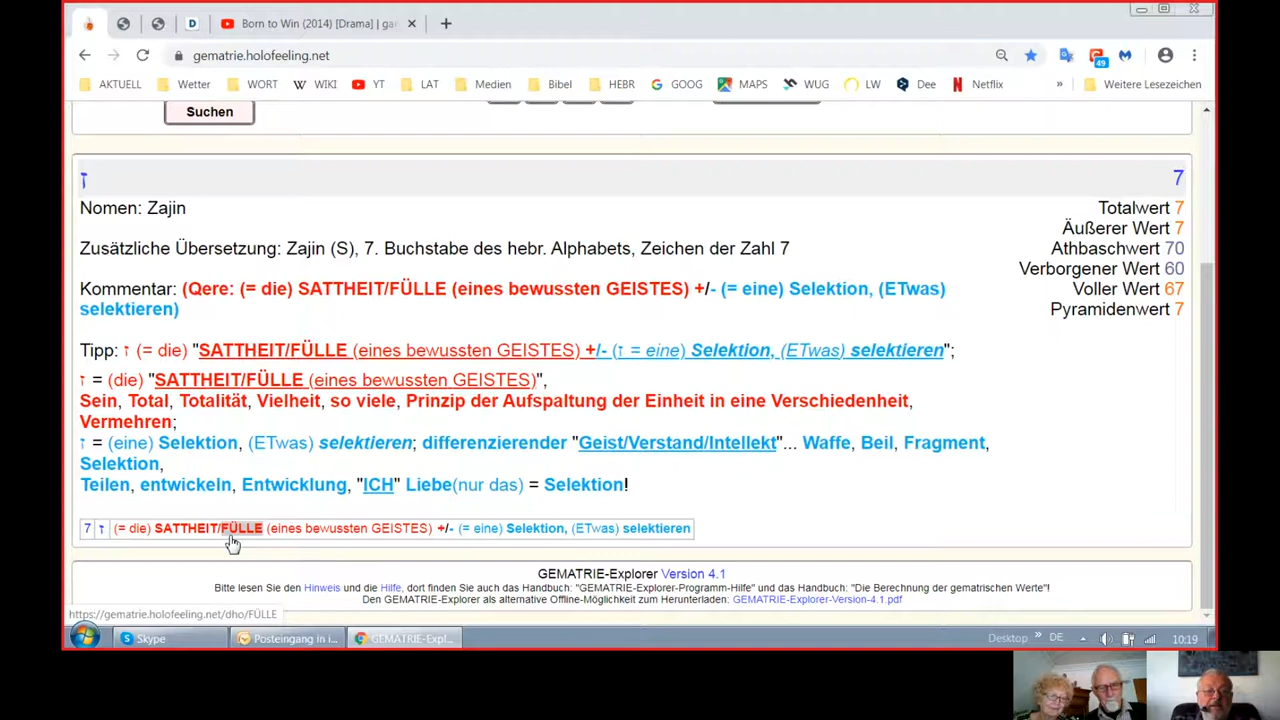 Born to Win (2014) [Drama] | ga
gematrie.holofeeling.net
49
AKTUELL Wetter WORT WIKI YT LAT Medien Bibel HEBR GOOG MAPS WUG LW Dee Netflix » Weitere Lesezeichen
Suchen
ז 7
Nomen: Zajin
Totalwert 7
Äußerer Wert 7
Zusätzliche Übersetzung: Zajin (S), 7. Buchstabe des hebr. Alphabets, Zeichen der Zahl 7
Athbaschwert 70
Verborgener Wert 60
Kommentar: (Qere: (= die) SATTHEIT/FÜLLE (eines bewussten GEISTES) +/- (= eine) Selektion, (ETwas)
selektieren)
Voller Wert 67
Pyramidenwert 7
Tipp: ז (= die) "SATTHEIT/FÜLLE (eines bewussten GEISTES) +/- (ז = eine) Selektion, (ETwas) selektieren";
ז = (die) "SATTHEIT/FÜLLE (eines bewussten GEISTES)",
Sein, Total, Totalität, Vielheit, so viele, Prinzip der Aufspaltung der Einheit in eine Verschiedenheit,
Vermehren;
ז = (eine) Selektion, (ETwas) selektieren; differenzierender "Geist/Verstand/Intellekt"... Waffe, Beil, Fragment,
Selektion,
Teilen, entwickeln, Entwicklung, "ICH" Liebe(nur das) = Selektion!
7 ז (= die) SATTHEIT/FÜLLE (eines bewussten GEISTES) +/- (= eine) Selektion, (ETwas) selektieren
GEMATRIE-Explorer Version 4.1
Bitte lesen Sie den Hinweis und die Hilfe, dort finden Sie auch das Handbuch: "GEMATRIE-Explorer-Programm-Hilfe" und das Handbuch: "Die Berechnung der gematrischen Werte"!
Den GEMATRIE-Explorer als alternative Offline-Möglichkeit zum Herunterladen: GEMATRIE-Explorer-Version-4.1.pdf
https://gematrie.holofeeling.net/dho/FÜLLE
Skype Posteingang in i... GEMATRIE-Expl... Desktop » DE 10:19